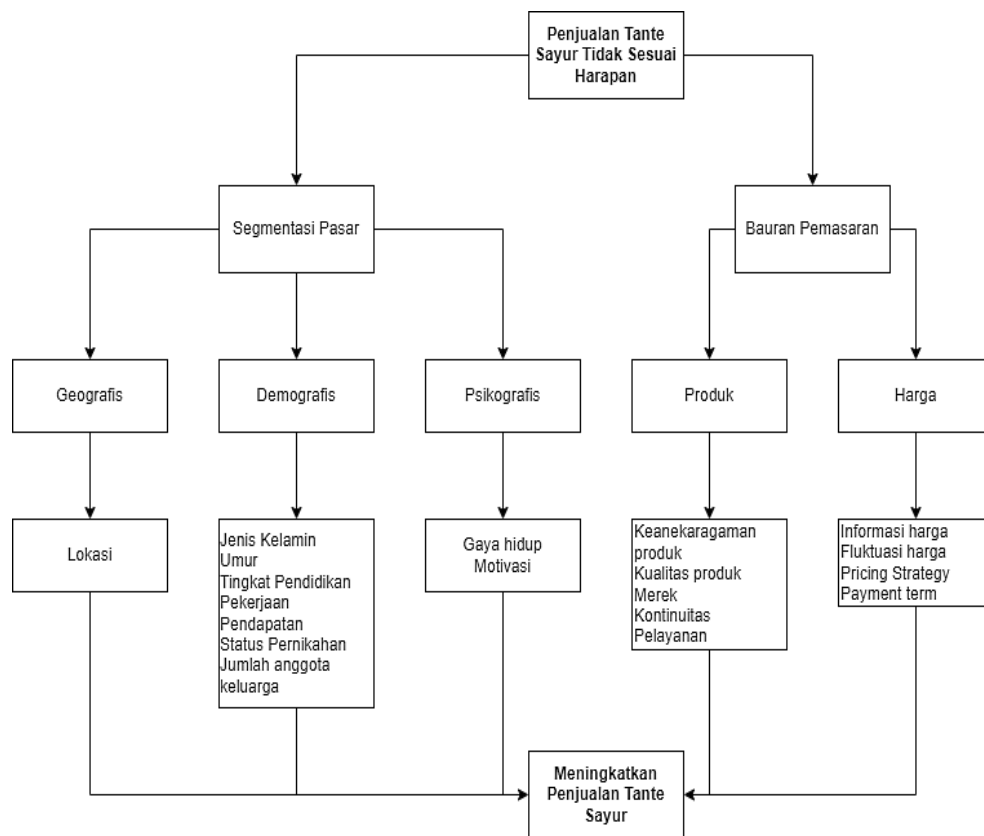 Penjualan Tante
Sayur Tidak Sesuai
Harapan
Segmentasi Pasar
Bauran Pemasaran
Geografis
Demografis
Psikografis
Produk
Harga
Lokasi
Jenis Kelamin
Umur
Tingkat Pendidikan
Pekerjaan
Pendapatan
Status Pernikahan
Jumlah anggota
keluarga
Gaya hidup
Motivasi
Keanekaragaman
produk
Kualitas produk
Merek
Kontinuitas
Pelayanan
Informasi harga
Fluktuasi harga
Pricing Strategy
Payment term
Meningkatkan
Penjualan Tante
Sayur